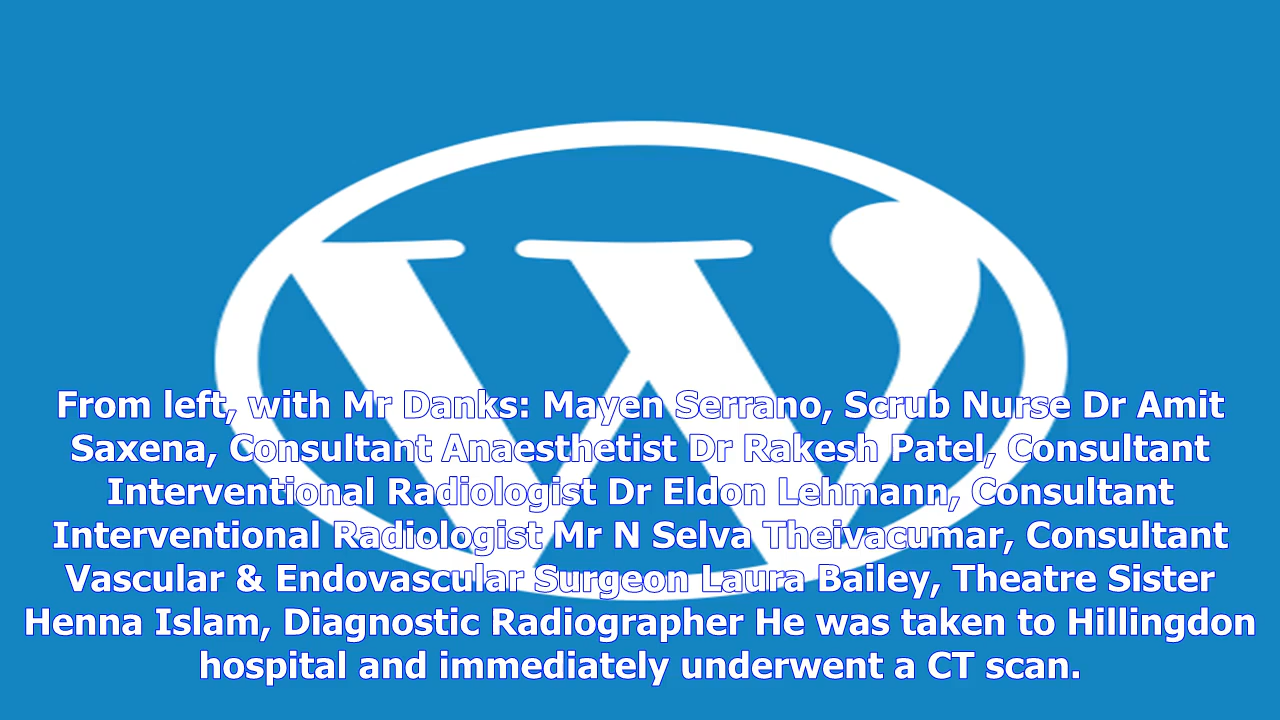 From left, with Mr Danks: Mayen Serrano, Scrub Nurse Dr Amit
Saxena, Consultant Anaesthetist Dr Rakesh Patel, Consultant
Interventional Radiologist Dr Eldon Lehmann, Consultant
Interventional Radiologist Mr N Selva Theivacumar, Consultant
Vascular & Endovascular Surgeon Laura Bailey, Theatre Sister
Henna Islam, Diagnostic Radiographer He was taken to Hillingdon
hospital and immediately underwent a CT scan.